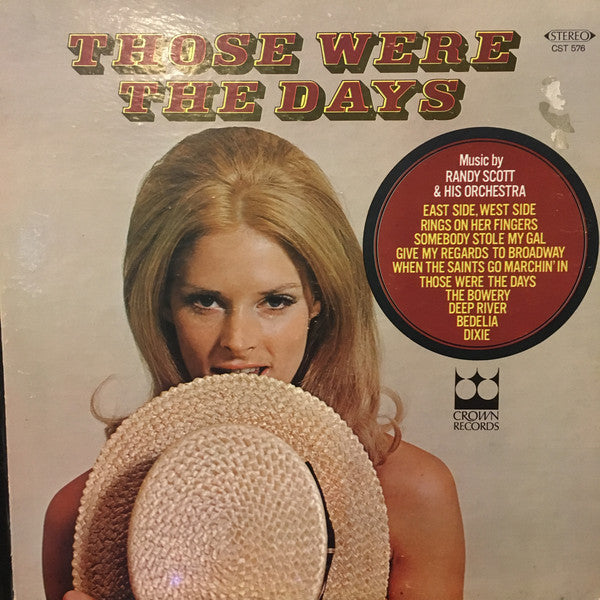 THOSE WERE
THE DAYS
STEREO
CST 576
Music by
RANDY SCOTT
& HIS ORCHESTRA
EAST SIDE, WEST SIDE
RINGS ON HER FINGERS
SOMEBODY STOLE MY GAL
GIVE MY REGARDS TO BROADWAY
WHEN THE SAINTS GO MARCHIN' IN
THOSE WERE THE DAYS
THE BOWERY
DEEP RIVER
BEDELIA
DIXIE
CROWN
RECORDS